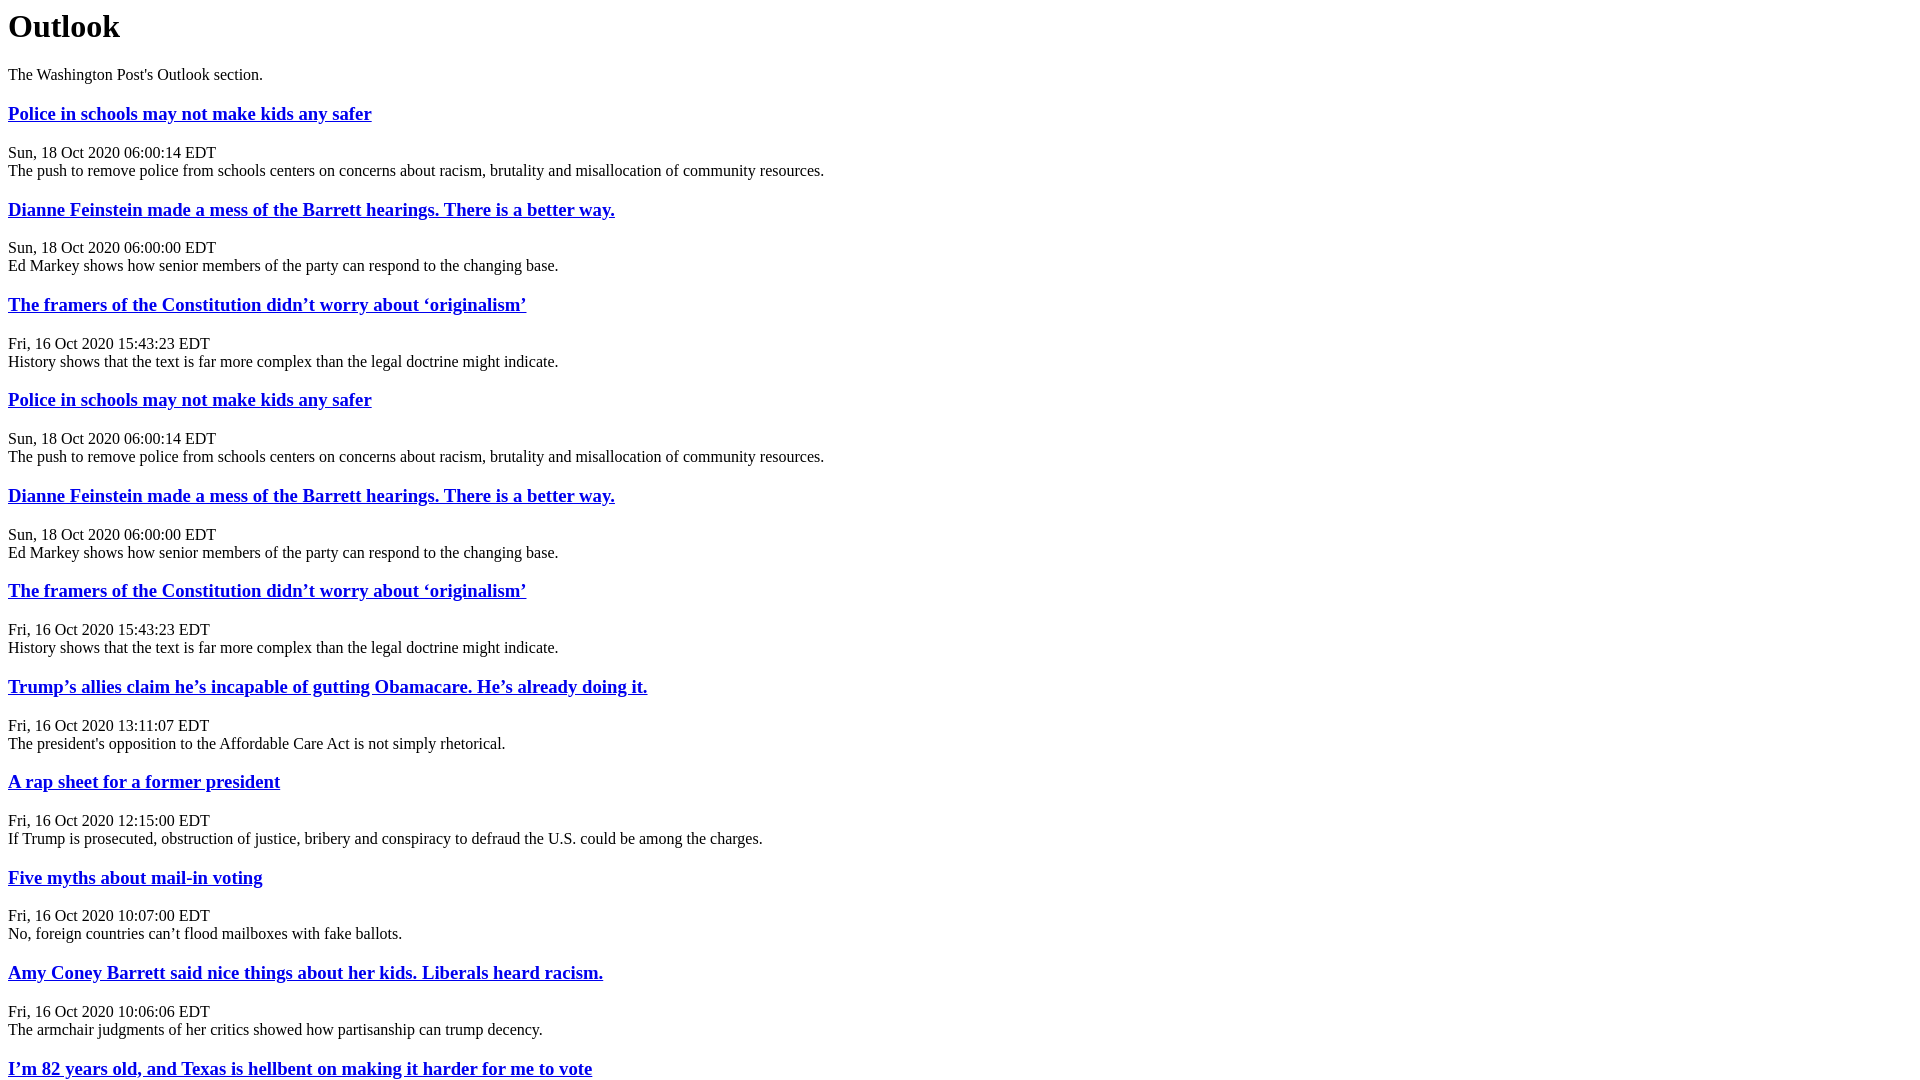 Outlook
The Washington Post's Outlook section.
Police in schools may not make kids any safer
Sun, 18 Oct 2020 06:00:14 EDT
The push to remove police from schools centers on concerns about racism, brutality and misallocation of community resources.
Dianne Feinstein made a mess of the Barrett hearings. There is a better way.
Sun, 18 Oct 2020 06:00:00 EDT
Ed Markey shows how senior members of the party can respond to the changing base.
The framers of the Constitution didn’t worry about ‘originalism’
Fri, 16 Oct 2020 15:43:23 EDT
History shows that the text is far more complex than the legal doctrine might indicate.
Police in schools may not make kids any safer
Sun, 18 Oct 2020 06:00:14 EDT
The push to remove police from schools centers on concerns about racism, brutality and misallocation of community resources.
Dianne Feinstein made a mess of the Barrett hearings. There is a better way.
Sun, 18 Oct 2020 06:00:00 EDT
Ed Markey shows how senior members of the party can respond to the changing base.
The framers of the Constitution didn’t worry about ‘originalism’
Fri, 16 Oct 2020 15:43:23 EDT
History shows that the text is far more complex than the legal doctrine might indicate.
Trump’s allies claim he’s incapable of gutting Obamacare. He’s already doing it.
Fri, 16 Oct 2020 13:11:07 EDT
The president's opposition to the Affordable Care Act is not simply rhetorical.
A rap sheet for a former president
Fri, 16 Oct 2020 12:15:00 EDT
If Trump is prosecuted, obstruction of justice, bribery and conspiracy to defraud the U.S. could be among the charges.
Five myths about mail-in voting
Fri, 16 Oct 2020 10:07:00 EDT
No, foreign countries can’t flood mailboxes with fake ballots.
Amy Coney Barrett said nice things about her kids. Liberals heard racism.
Fri, 16 Oct 2020 10:06:06 EDT
The armchair judgments of her critics showed how partisanship can trump decency.
I’m 82 years old, and Texas is hellbent on making it harder for me to vote